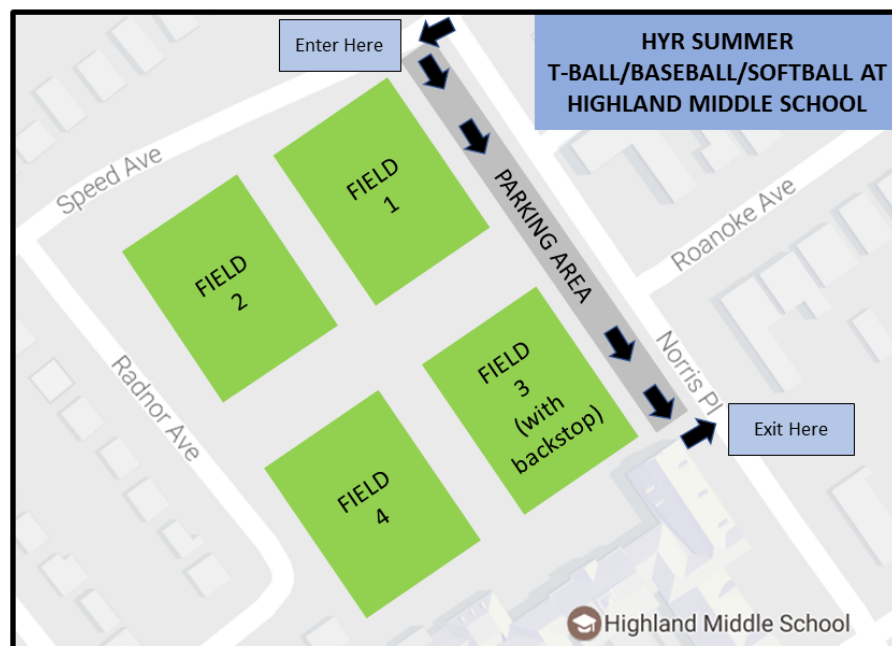 Enter Here
HYR SUMMER
T-BALL/BASEBALL/SOFTBALL AT
HIGHLAND MIDDLE SCHOOL
Speed Ave
FIELD
1
PARKING AREA
Roanoke Ave
FIELD
2
Radnor Ave
FIELD
3
(with
backstop)
Norris Pl
Exit Here
FIELD
4
Highland Middle School